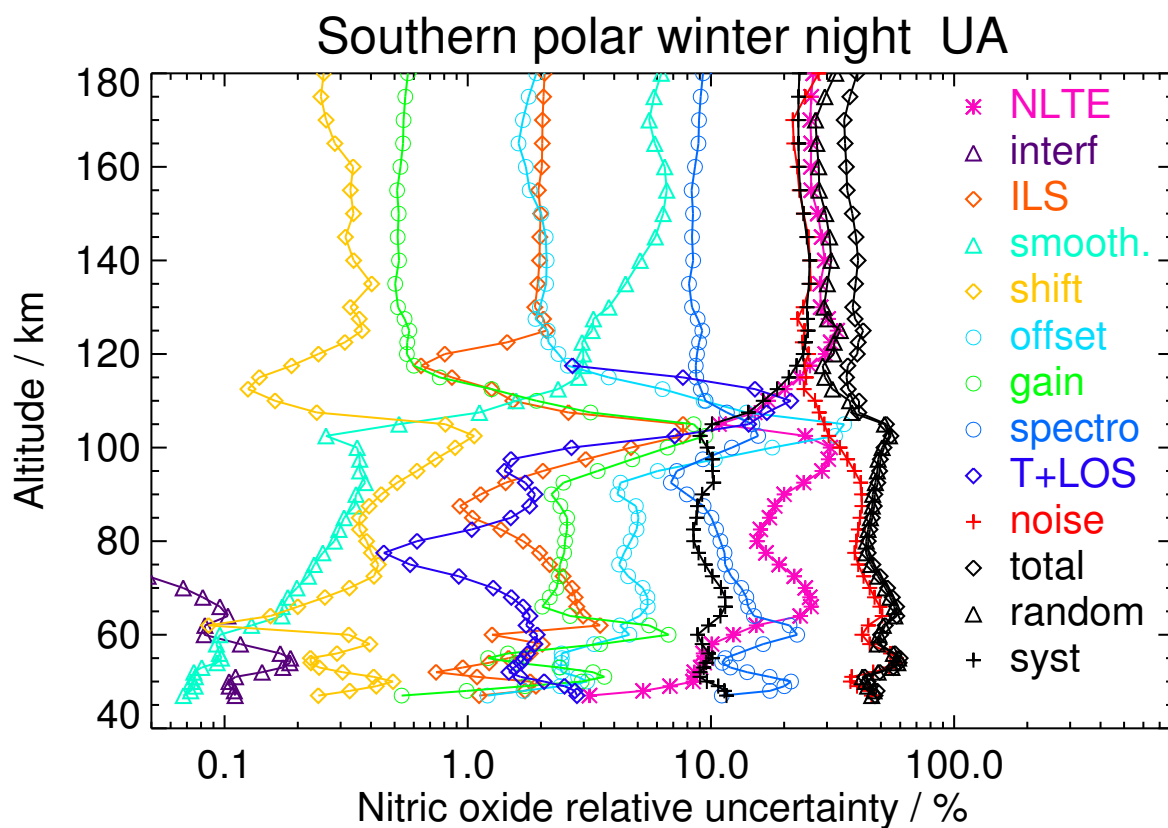 Southern polar winter night UA
180
160
140
120
100
80
60
40
Altitude / km
NLTE
interf
ILS
smooth.
shift
offset
gain
spectro
T+LOS
noise
total
random
syst
0.1 1.0 10.0 100.0
Nitric oxide relative uncertainty / %